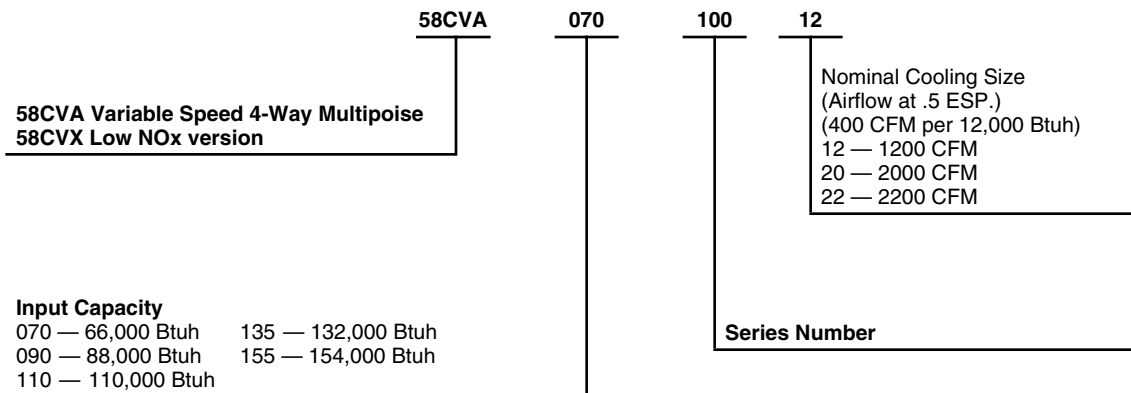 58CVA 070 100 12
Nominal Cooling Size
(Airflow at .5 ESP.)
(400 CFM per 12,000 Btuh)
12 — 1200 CFM
20 — 2000 CFM
22 — 2200 CFM
58CVA Variable Speed 4-Way Multipoise
58CVX Low NOx version
Input Capacity
070 — 66,000 Btuh 135 — 132,000 Btuh
090 — 88,000 Btuh 155 — 154,000 Btuh
110 — 110,000 Btuh
Series Number